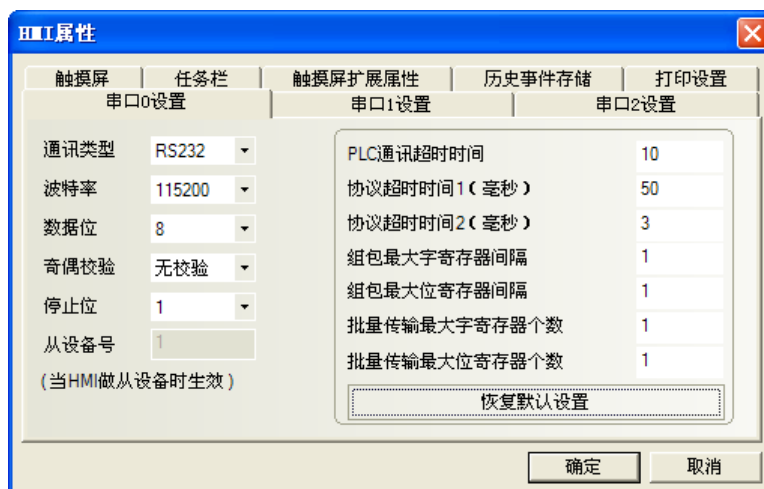 HMI属性
触摸屏 任务栏 触摸屏扩展属性 历史事件存储 打印设置
串口0设置 串口1设置 串口2设置
通讯类型 RS232 PLC通讯超时时间 10
波特率 115200 协议超时时间1(毫秒) 50
数据位 8 协议超时时间2(毫秒) 3
奇偶校验 无校验 组包最大字寄存器间隔 1
停止位 1 组包最大位寄存器间隔 1
从设备号 1 批量传输最大字寄存器个数 1
(当HMI做从设备时生效) 批量传输最大位寄存器个数 1
恢复默认设置
确定 取消